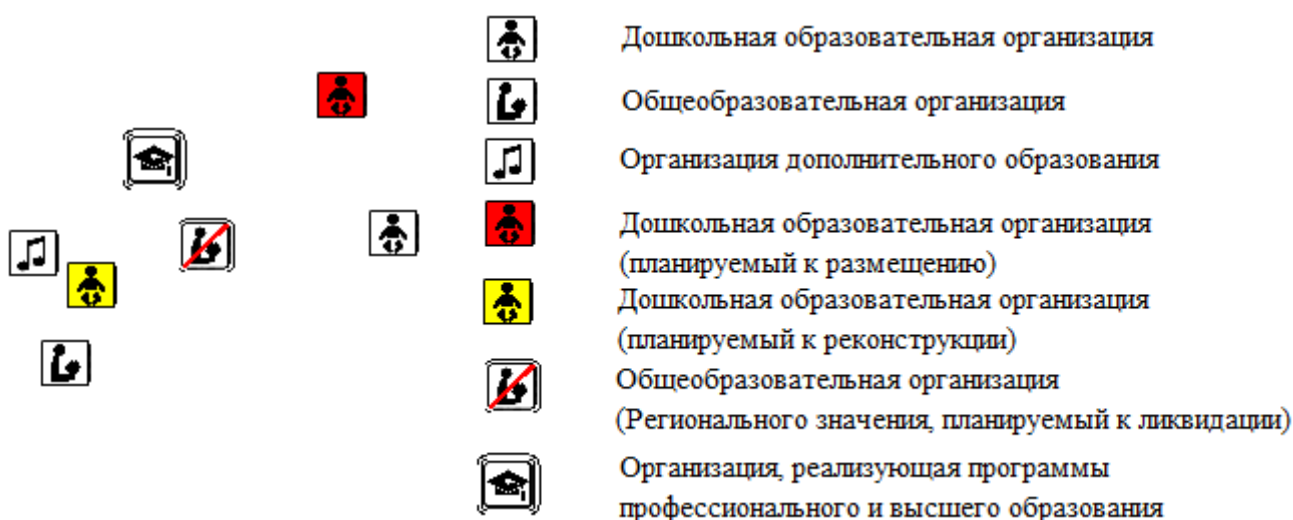 Дошкольная образовательная организация
Общеобразовательная организация
Организация дополнительного образования
Дошкольная образовательная организация
(планируемый к размещению)
Дошкольная образовательная организация
(планируемый к реконструкции)
Общеобразовательная организация
(Регионального значения, планируемый к ликвидации)
Организация, реализующая программы
профессионального и высшего образования